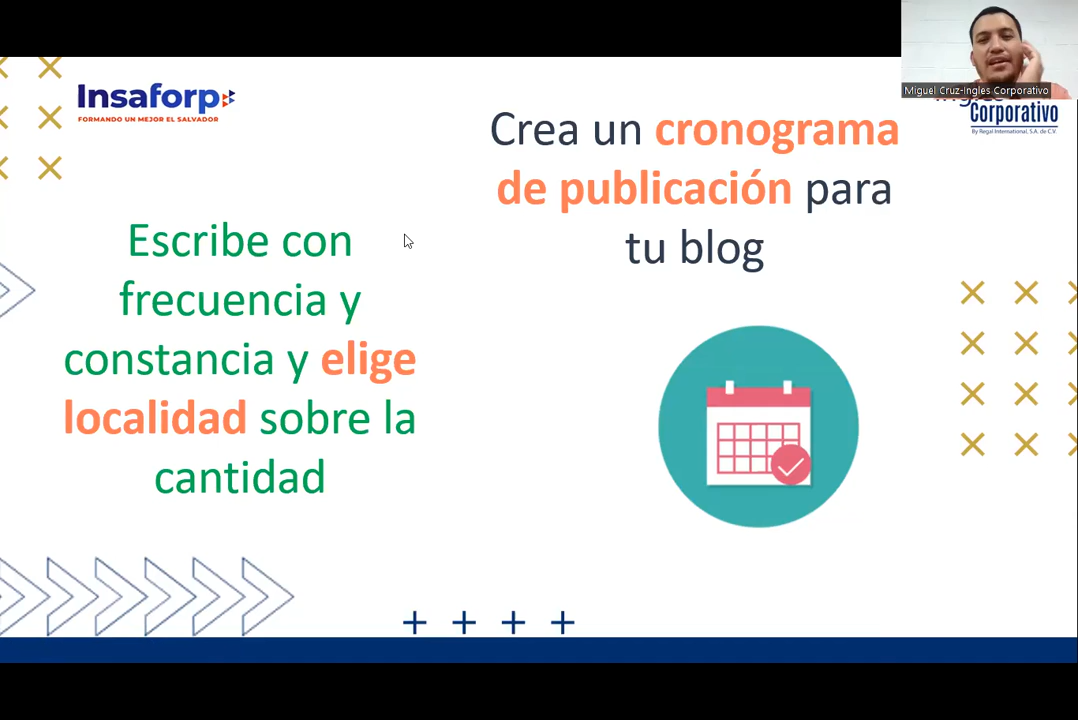 Insaforp
FORMANDO UN MEJOR EL SALVADOR
Miguel Cruz-Ingles Corporativo
Corporativo
By Regal International, S.A. de C.V.
Crea un cronograma
de publicación para
tu blog
Escribe con
frecuencia y
constancia y elige
localidad sobre la
cantidad